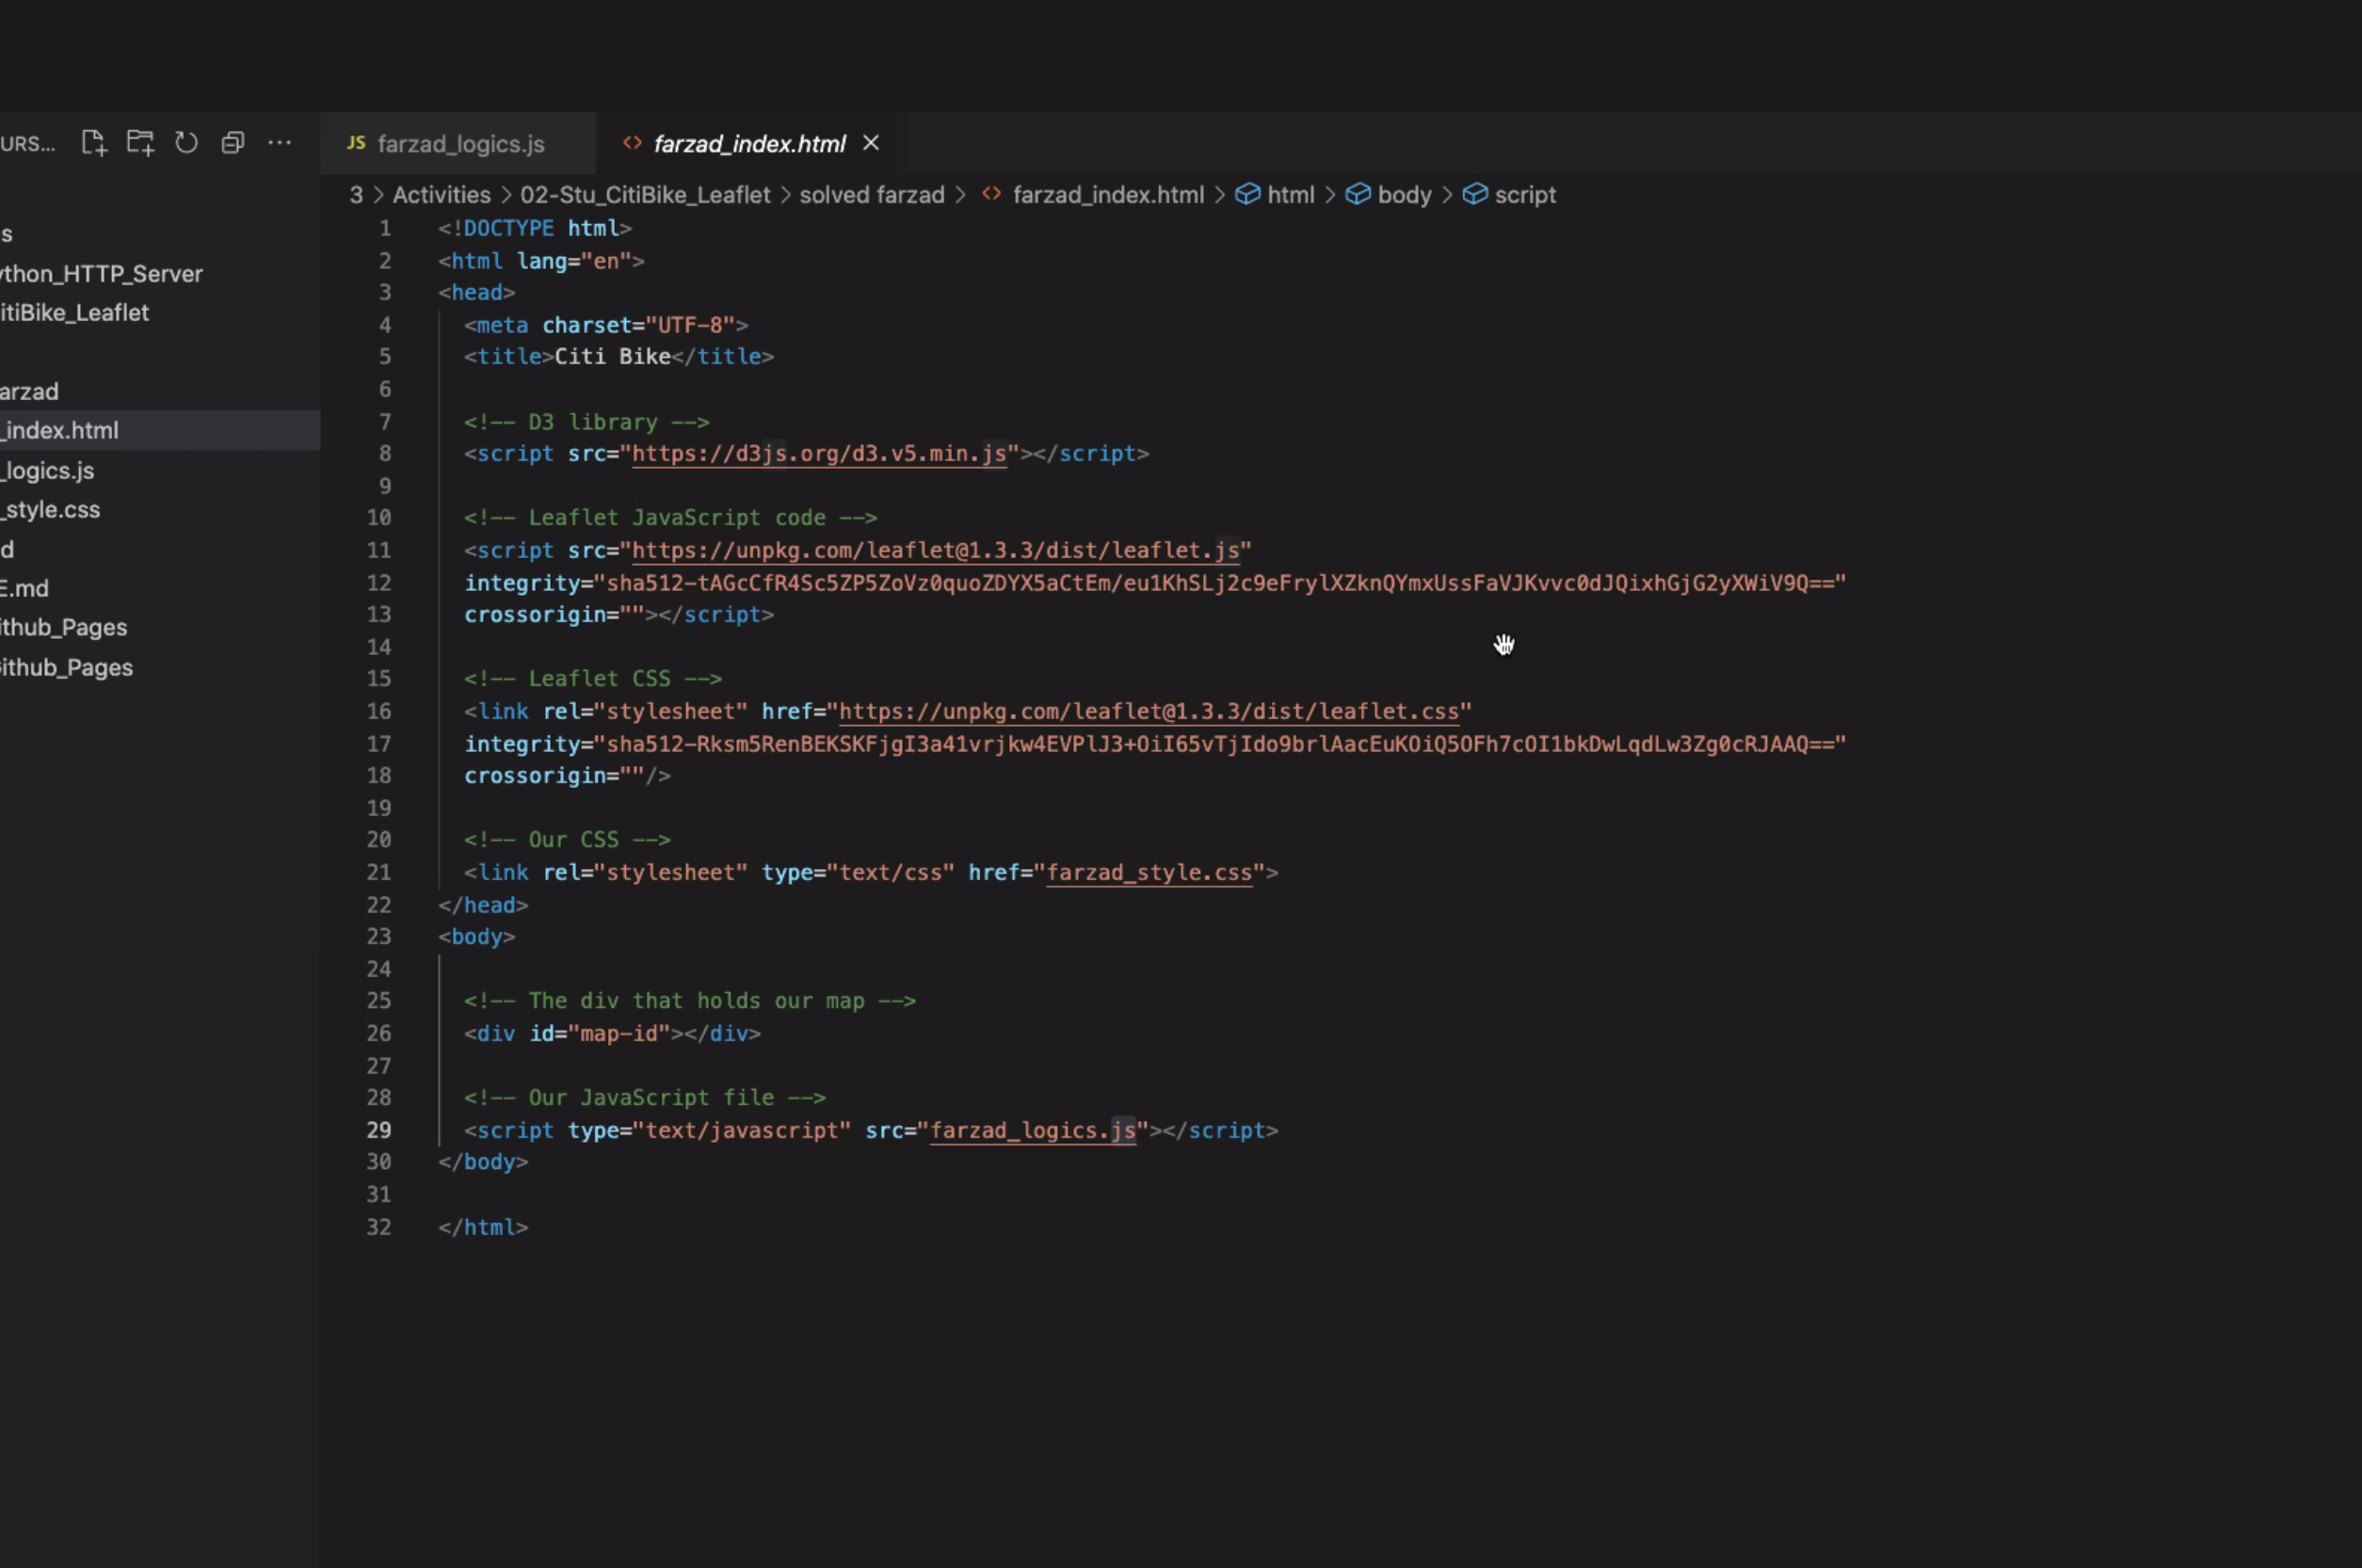 URS...
JS farzad_logics.js
<> farzad_index.html
3 > Activities > 02-Stu_CitiBike_Leaflet > solved farzad > <> farzad_index.html > html > body > script
s
ython_HTTP_Server
itiBike_Leaflet
arzad
_index.html
_logics.js
_style.css
d
E.md
ithub_Pages
ithub_Pages
1 <!DOCTYPE html>
2 <html lang="en">
3 <head>
4 <meta charset="UTF-8">
5 <title>Citi Bike</title>
6
7 <!-- D3 library -->
8 <script src="https://d3js.org/d3.v5.min.js"></script>
9
10 <!-- Leaflet JavaScript code -->
11 <script src="https://unpkg.com/leaflet@1.3.3/dist/leaflet.js"
12 integrity="sha512-tAGcCfR4Sc5ZP5ZoVz0quoZDYX5aCtEm/eu1KhSLj2c9eFrylXZknQYmxUssFaVJKvvc0dJQixhGjG2yXWiV9Q=="
13 crossorigin=""></script>
14
15 <!-- Leaflet CSS -->
16 <link rel="stylesheet" href="https://unpkg.com/leaflet@1.3.3/dist/leaflet.css"
17 integrity="sha512-Rksm5RenBEKSKFjgI3a41vrjkw4EVPlJ3+OiI65vTjIdo9brlAacEuKOiQ5OFh7cOI1bkDwLqdLw3Zg0cRJAAQ=="
18 crossorigin=""/>
19
20 <!-- Our CSS -->
21 <link rel="stylesheet" type="text/css" href="farzad_style.css">
22 </head>
23 <body>
24
25 <!-- The div that holds our map -->
26 <div id="map-id"></div>
27
28 <!-- Our JavaScript file -->
29 <script type="text/javascript" src="farzad_logics.js"></script>
30 </body>
31
32 </html>